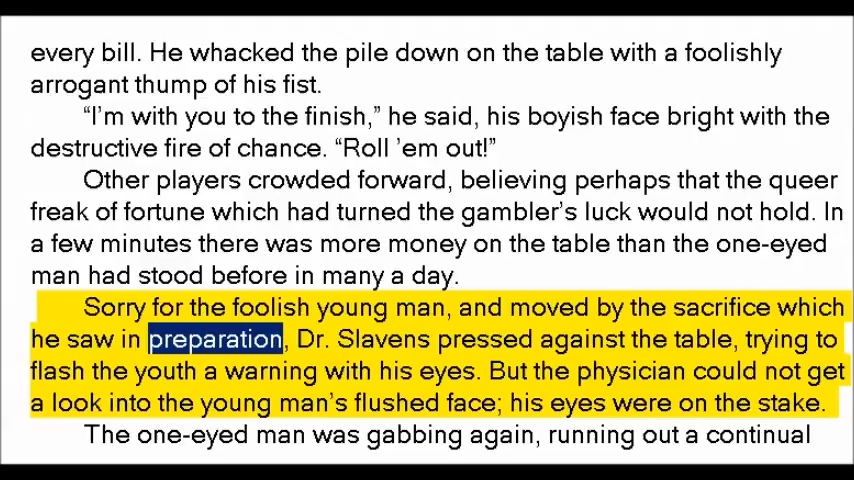 every bill. He whacked the pile down on the table with a foolishly
arrogant thump of his fist.
“I’m with you to the finish,” he said, his boyish face bright with the
destructive fire of chance. “Roll ’em out!”
Other players crowded forward, believing perhaps that the queer
freak of fortune which had turned the gambler’s luck would not hold. In
a few minutes there was more money on the table than the one-eyed
man had stood before in many a day.
Sorry for the foolish young man, and moved by the sacrifice which
he saw in preparation, Dr. Slavens pressed against the table, trying to
flash the youth a warning with his eyes. But the physician could not get
a look into the young man’s flushed face; his eyes were on the stake.
The one-eyed man was gabbing again, running out a continual